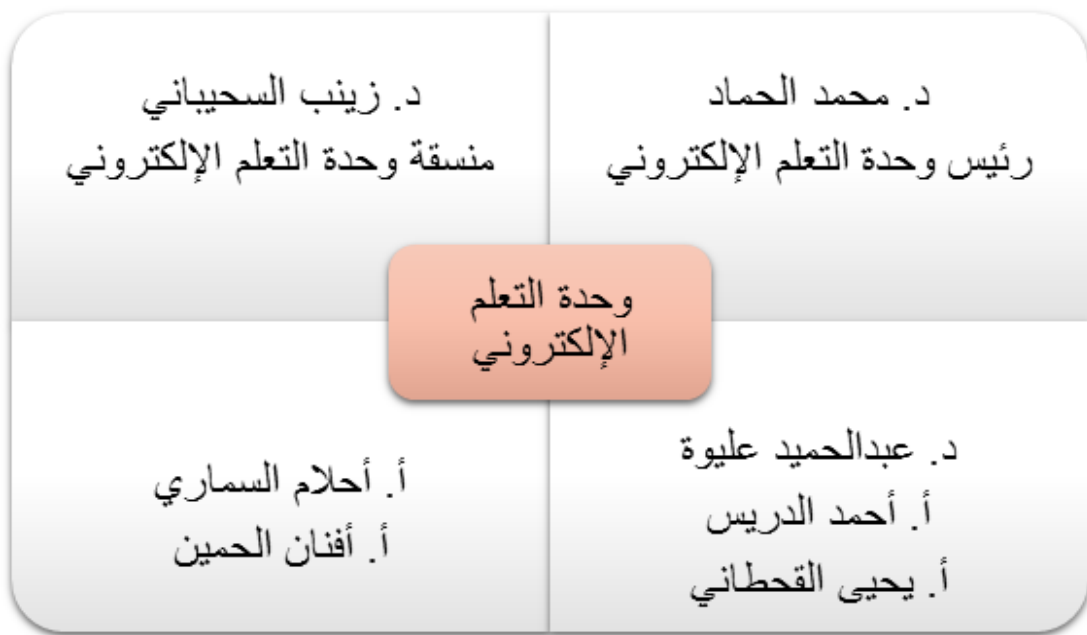 د. محمد الحماد
رئيس وحدة التعلم الإلكتروني
د. زينب السحيباني
منسقة وحدة التعلم الإلكتروني
وحدة التعلم
الإلكتروني
د. عبدالحميد عليوة
أ. أحمد الدريس
أ. يحيى القحطاني
أ. أحلام السماري
أ. أفنان الحمين